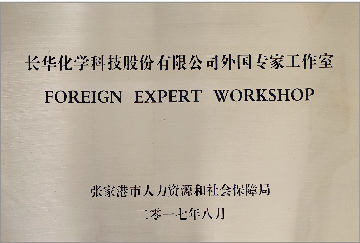 长华化学科技股份有限公司外国专家工作室
FOREIGN EXPERT WORKSHOP
张家港市人力资源和社会保障局
二零一七年八月